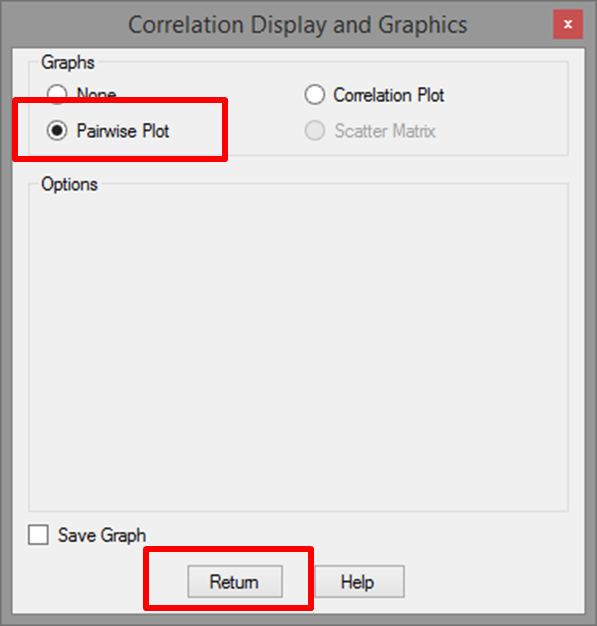 Correlation Display and Graphics
x
Graphs
None
Correlation Plot
Pairwise Plot
Scatter Matrix
Options
Save Graph
Return
Help